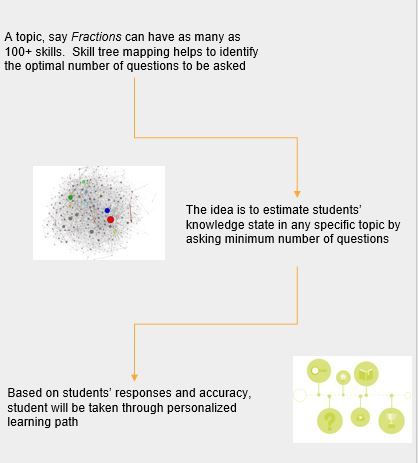 A topic, say Fractions can have as many as
100+ skills. Skill tree mapping helps to identify
the optimal number of questions to be asked
The idea is to estimate students’
knowledge state in any specific topic by
asking minimum number of questions
Based on students’ responses and accuracy,
student will be taken through personalized
learning path
?